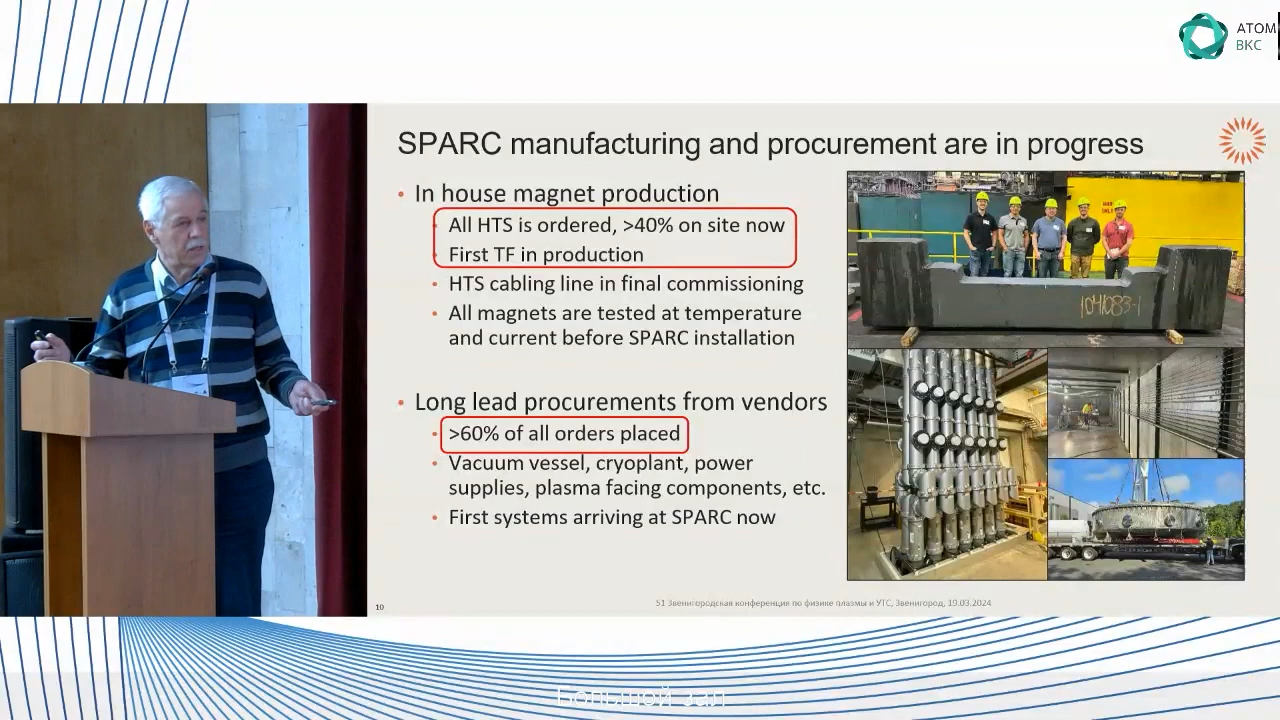 АТОМ
ВКС
SPARC manufacturing and procurement are in progress
• In house magnet production
• All HTS is ordered, >40% on site now
• First TF in production
• HTS cabling line in final commissioning
• All magnets are tested at temperature
and current before SPARC installation
• Long lead procurements from vendors
• >60% of all orders placed
• Vacuum vessel, cryoplant, power
supplies, plasma facing components, etc.
• First systems arriving at SPARC now
1041083-1
10
51 Звенигородская конференция по физике плазмы и УТС, Звенигород, 19.03.2024
Большой зал